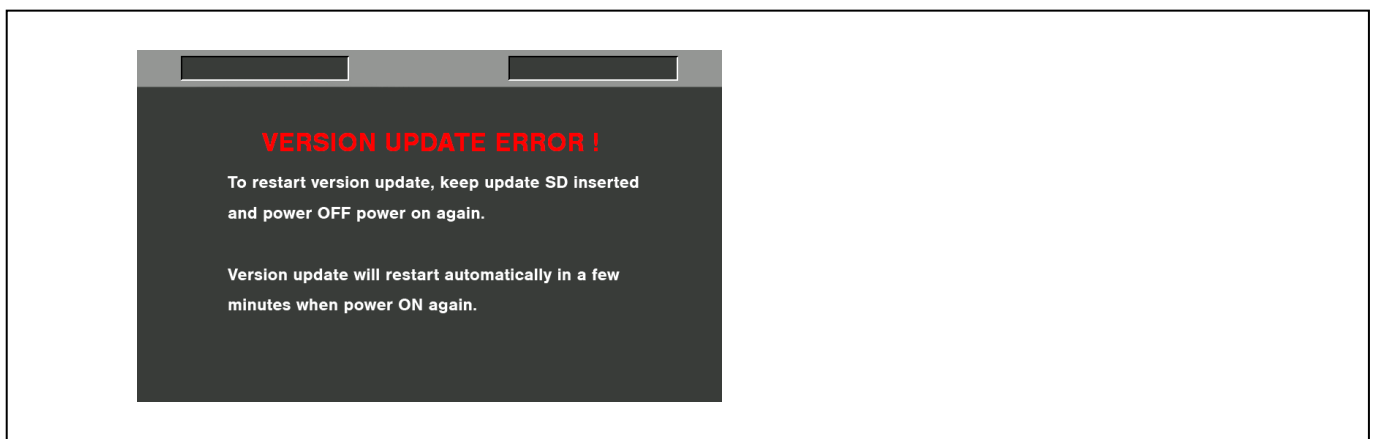 VERSION UPDATE ERROR !
To restart version update, keep update SD inserted
and power OFF power on again.
Version update will restart automatically in a few
minutes when power ON again.